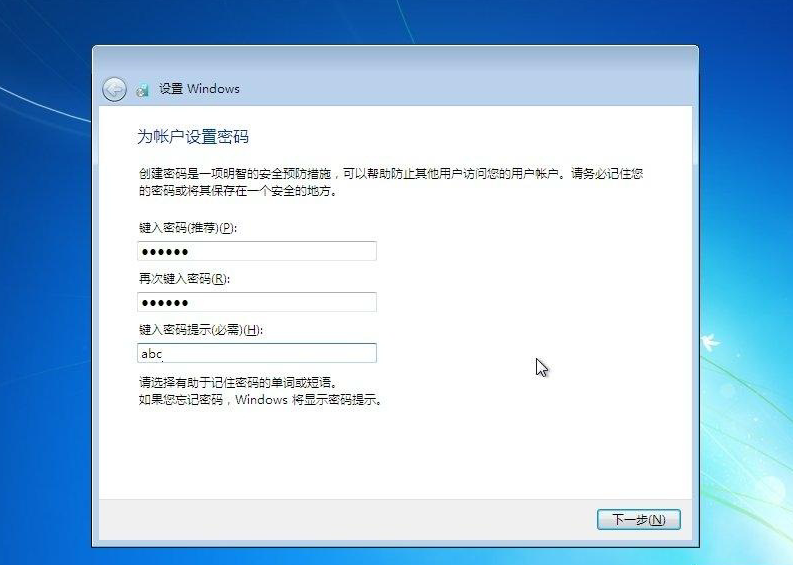 设置 Windows
为帐户设置密码
创建密码是一项明智的安全预防措施，可以帮助防止其他用户访问您的用户帐户。请务必记住您
的密码或将其保存在一个安全的地方。
键入密码(推荐)(P):
●●●●●●
再次键入密码(R):
●●●●●●
键入密码提示(必需)(H):
abc
请选择有助于记住密码的单词或短语。
如果您忘记密码，Windows 将显示密码提示。
下一步(N)